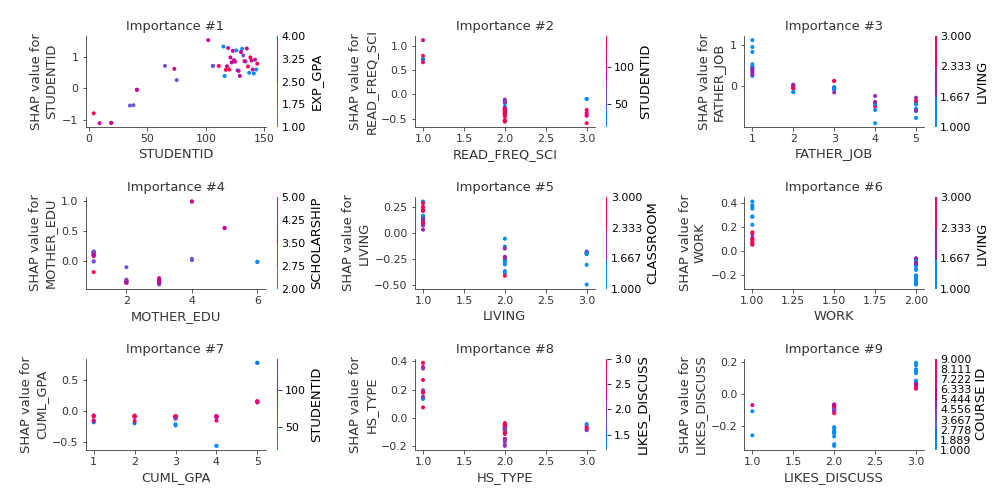 Importance #1
SHAP value for
STUDENTID
1
0
−1
0
50
100
150
STUDENTID
4.00
3.25
2.50
1.75
1.00
EXP_GPA
Importance #2
SHAP value for
READ_FREQ_SCI
1.0
0.5
0.0
−0.5
1.0
1.5
2.0
2.5
3.0
READ_FREQ_SCI
100
50
STUDENTID
Importance #3
SHAP value for
FATHER_JOB
1
0
1
2
3
4
5
FATHER_JOB
3.000
2.333
1.667
1.000
LIVING
Importance #4
SHAP value for
MOTHER_EDU
1.0
0.5
0.0
2
4
6
MOTHER_EDU
5.00
4.25
3.50
2.75
2.00
SCHOLARSHIP
Importance #5
SHAP value for
LIVING
0.25
0.00
−0.25
−0.50
1.0
1.5
2.0
2.5
3.0
LIVING
3.000
2.333
1.667
1.000
CLASSROOM
Importance #6
SHAP value for
WORK
0.4
0.2
0.0
−0.2
1.00
1.25
1.50
1.75
2.00
WORK
3.000
2.333
1.667
1.000
LIVING
Importance #7
SHAP value for
CUML_GPA
0.5
0.0
−0.5
1
2
3
4
5
CUML_GPA
100
50
STUDENTID
Importance #8
SHAP value for
HS_TYPE
0.4
0.2
0.0
−0.2
1.0
1.5
2.0
2.5
3.0
HS_TYPE
3.0
2.5
2.0
1.5
LIKES_DISCUSS
Importance #9
SHAP value for
LIKES_DISCUSS
0.2
0.0
−0.2
1.0
1.5
2.0
2.5
3.0
LIKES_DISCUSS
9.000
8.111
7.222
6.333
5.444
4.556
3.667
2.778
1.889
1.000
COURSE ID